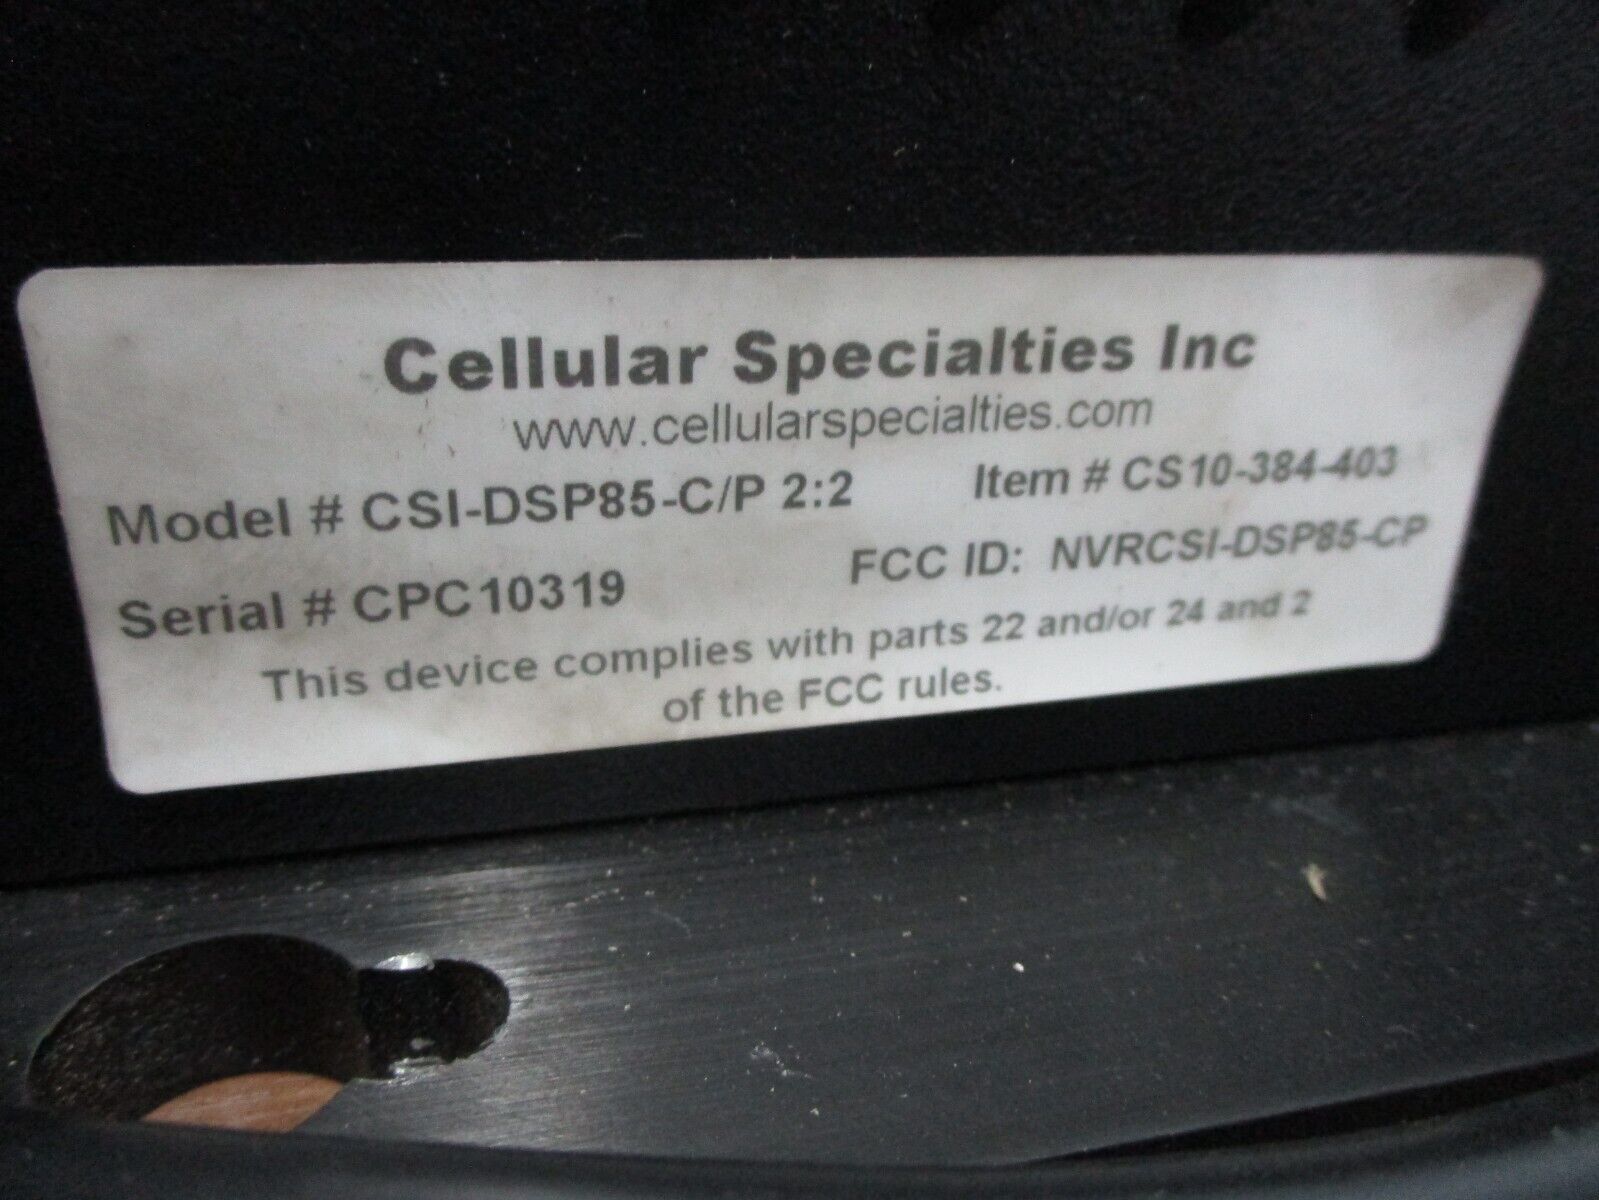 Cellular Specialties Inc
www.cellularspecialties.com
Model # CSI-DSP85-C/P 2:2 Item # CS10-384-403
Serial # CPC10319 FCC ID: NVRCSI-DSP85-CP
This device complies with parts 22 and/or 24 and 2
of the FCC rules.